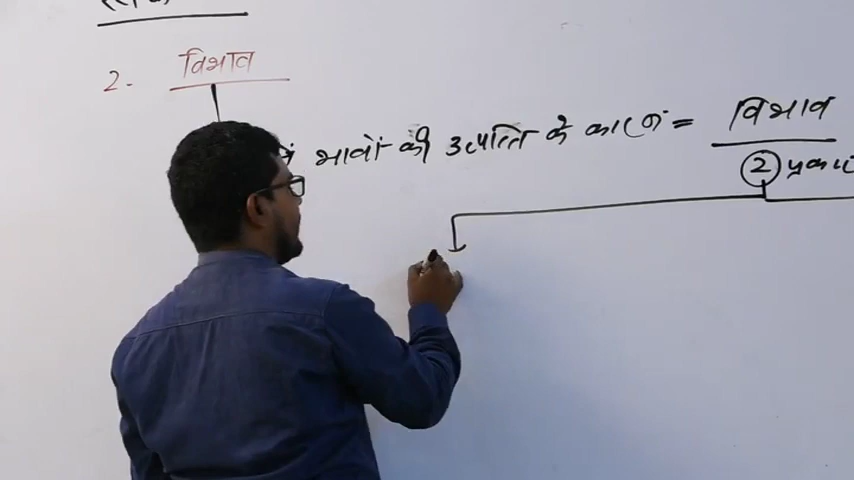 2. विभाव
भावों की उत्पत्ति के कारण = विभाव
2 प्रकार